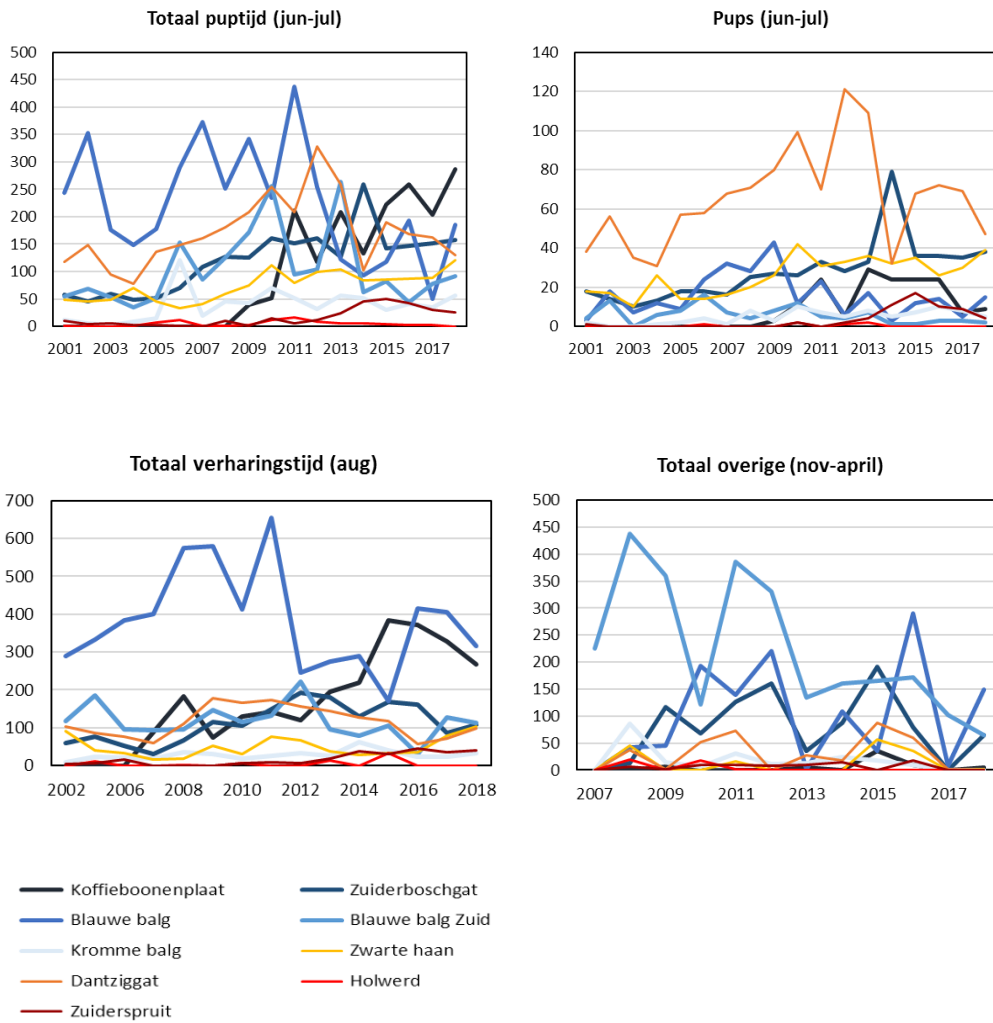 Totaal puptijd (jun-jul)
500
450
400
350
300
250
200
150
100
50
0
2001 2003 2005 2007 2009 2011 2013 2015 2017
Pups (jun-jul)
140
120
100
80
60
40
20
0
2001 2003 2005 2007 2009 2011 2013 2015 2017
Totaal verharingstijd (aug)
700
600
500
400
300
200
100
0
2002 2004 2006 2008 2010 2012 2014 2016 2018
Totaal overige (nov-april)
500
450
400
350
300
250
200
150
100
50
0
2007 2009 2011 2013 2015 2017
Koffieboonenplaat Zuiderboschgat
Blauwe balg Blauwe balg Zuid
Kromme balg Zwarte haan
Dantziggat Holwerd
Zuiderspruit